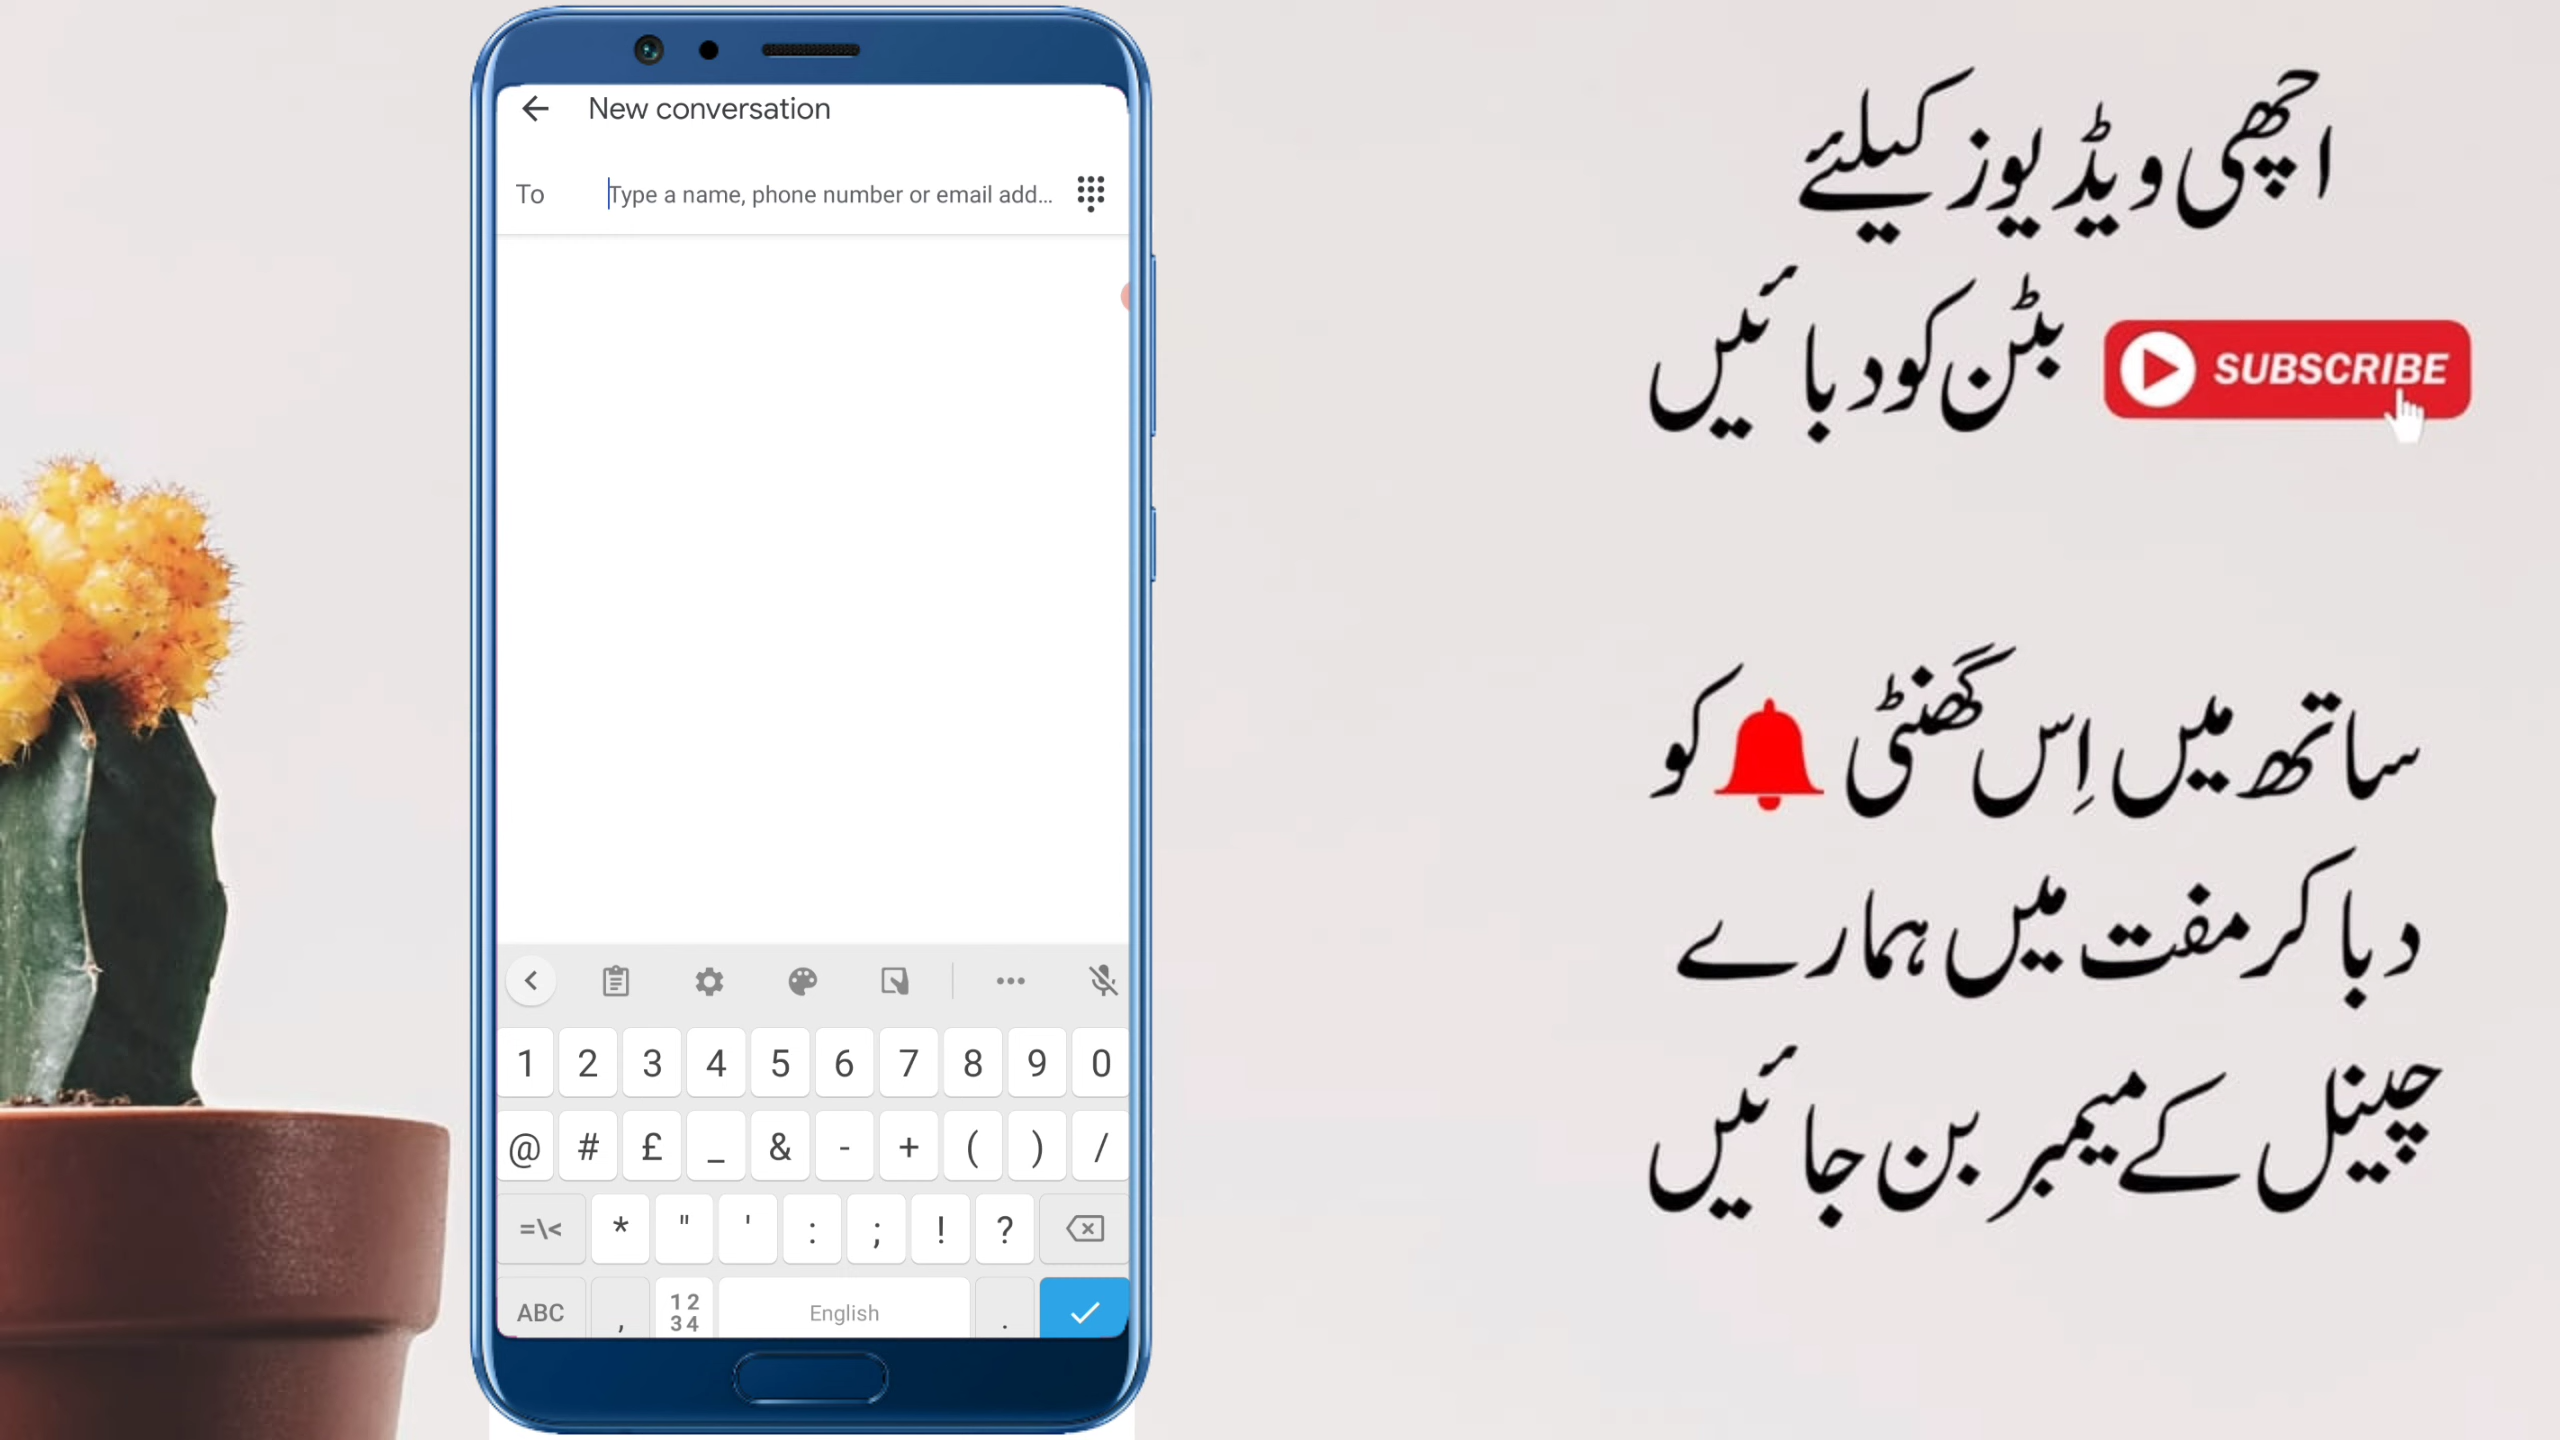 New conversation
To
Type a name, phone number or email add...
1 2 3 4 5 6 7 8 9 0
@ # £ _ & - + ( ) /
=\< * " ' : ; ! ?
ABC , 12 34 English .
اچھی ویڈیوز کیلئے
SUBSCRIBE بٹن کو دبائیں
ساتھ میں اِس گھنٹی کو
دبا کر مفت میں ہمارے
چینل کے میمبر بن جائیں